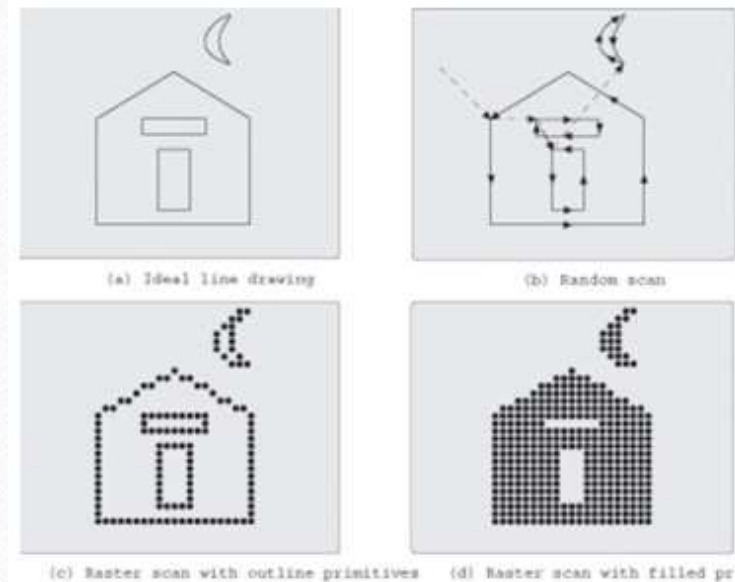 (a) Ideal line drawing
(b) Random scan
(c) Raster scan with outline primitives
(d) Raster scan with filled pr